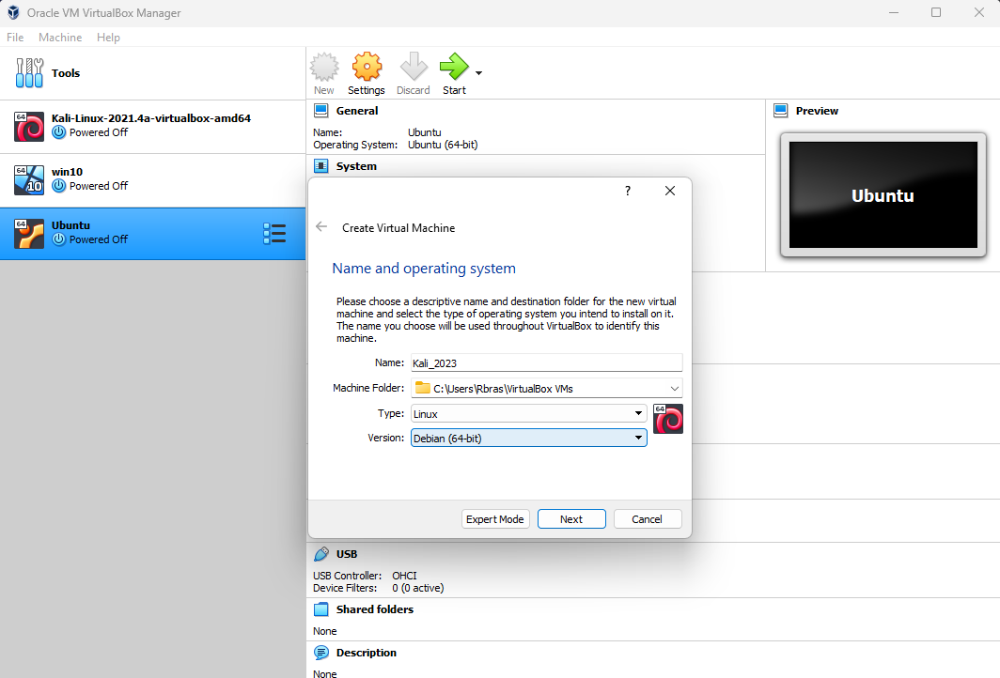 Oracle VM VirtualBox Manager
File Machine Help
Tools
64
Kali-Linux-2021.4a-virtualbox-amd64
Powered Off
64
10
win10
Powered Off
64
Ubuntu
Powered Off
New Settings Discard Start
General
Name: Ubuntu
Operating System: Ubuntu (64-bit)
System
Preview
Ubuntu
?
Create Virtual Machine
Name and operating system
Please choose a descriptive name and destination folder for the new virtual
machine and select the type of operating system you intend to install on it.
The name you choose will be used throughout VirtualBox to identify this
machine.
Name: Kali_2023
Machine Folder: C:\Users\Rbras\VirtualBox VMs
Type: Linux
64
Version: Debian (64-bit)
Expert Mode Next Cancel
USB
USB Controller: OHCI
Device Filters: 0 (0 active)
Shared folders
None
Description
None